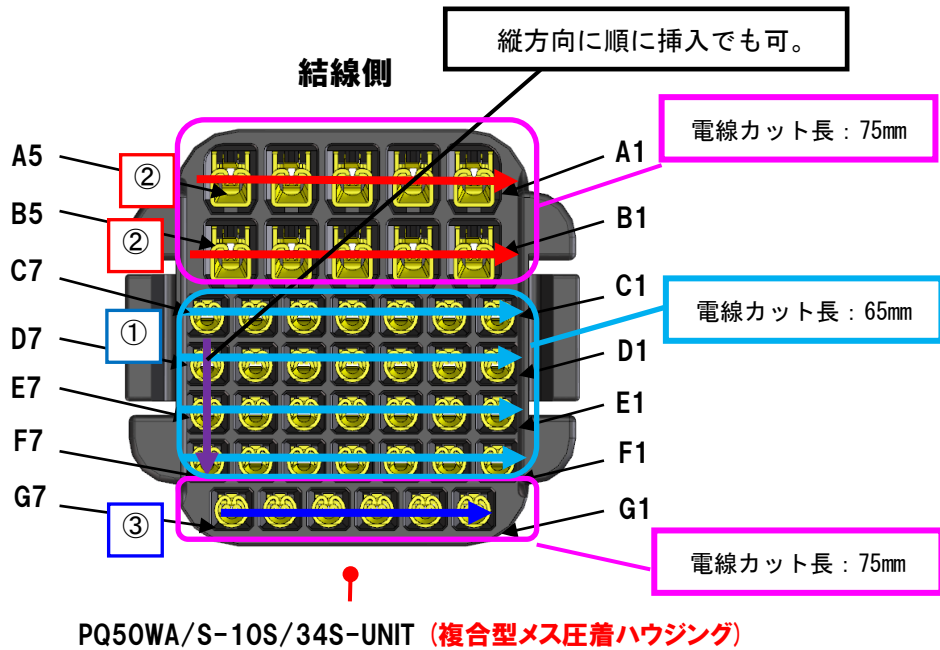 縦方向に順に挿入でも可。
結線側
電線カット長：75mm
A5
②
A1
B5
②
B1
C7
C1
電線カット長：65mm
①
D7
D1
E7
E1
F7
F1
G7
③
G1
電線カット長：75mm
PQ50WA/S-10S/34S-UNIT (複合型メス圧着ハウジング)